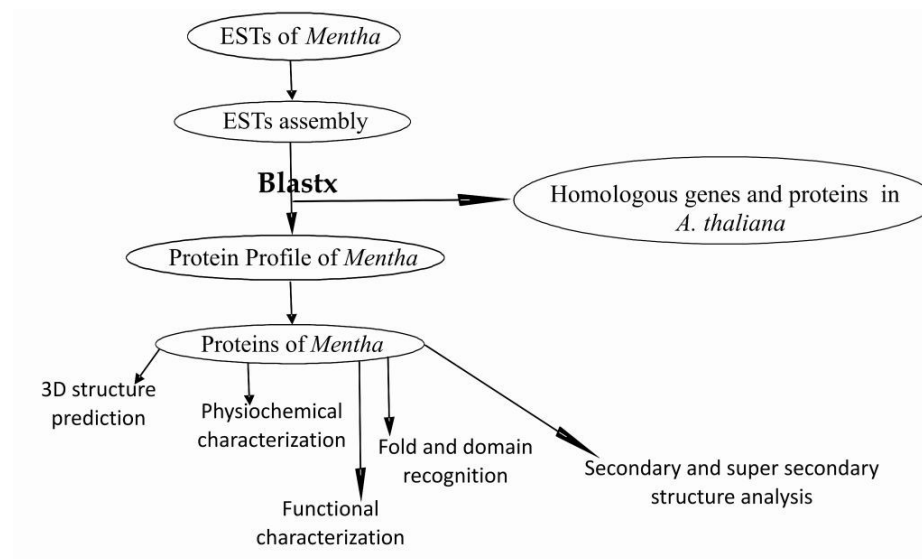 ESTs of Mentha
ESTs assembly
Blastx
Homologous genes and proteins in
A. thaliana
Protein Profile of Mentha
Proteins of Mentha
3D structure
prediction
Physiochemical
characterization
Fold and domain
recognition
Secondary and super secondary
structure analysis
Functional
characterization